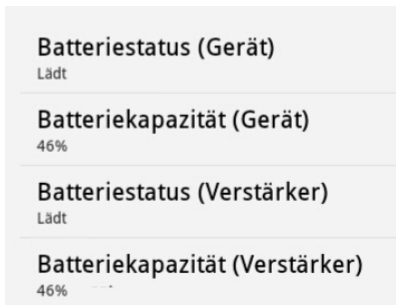 Batteriestatus (Gerät)
Lädt
Batteriekapazität (Gerät)
46%
Batteriestatus (Verstärker)
Lädt
Batteriekapazität (Verstärker)
46%